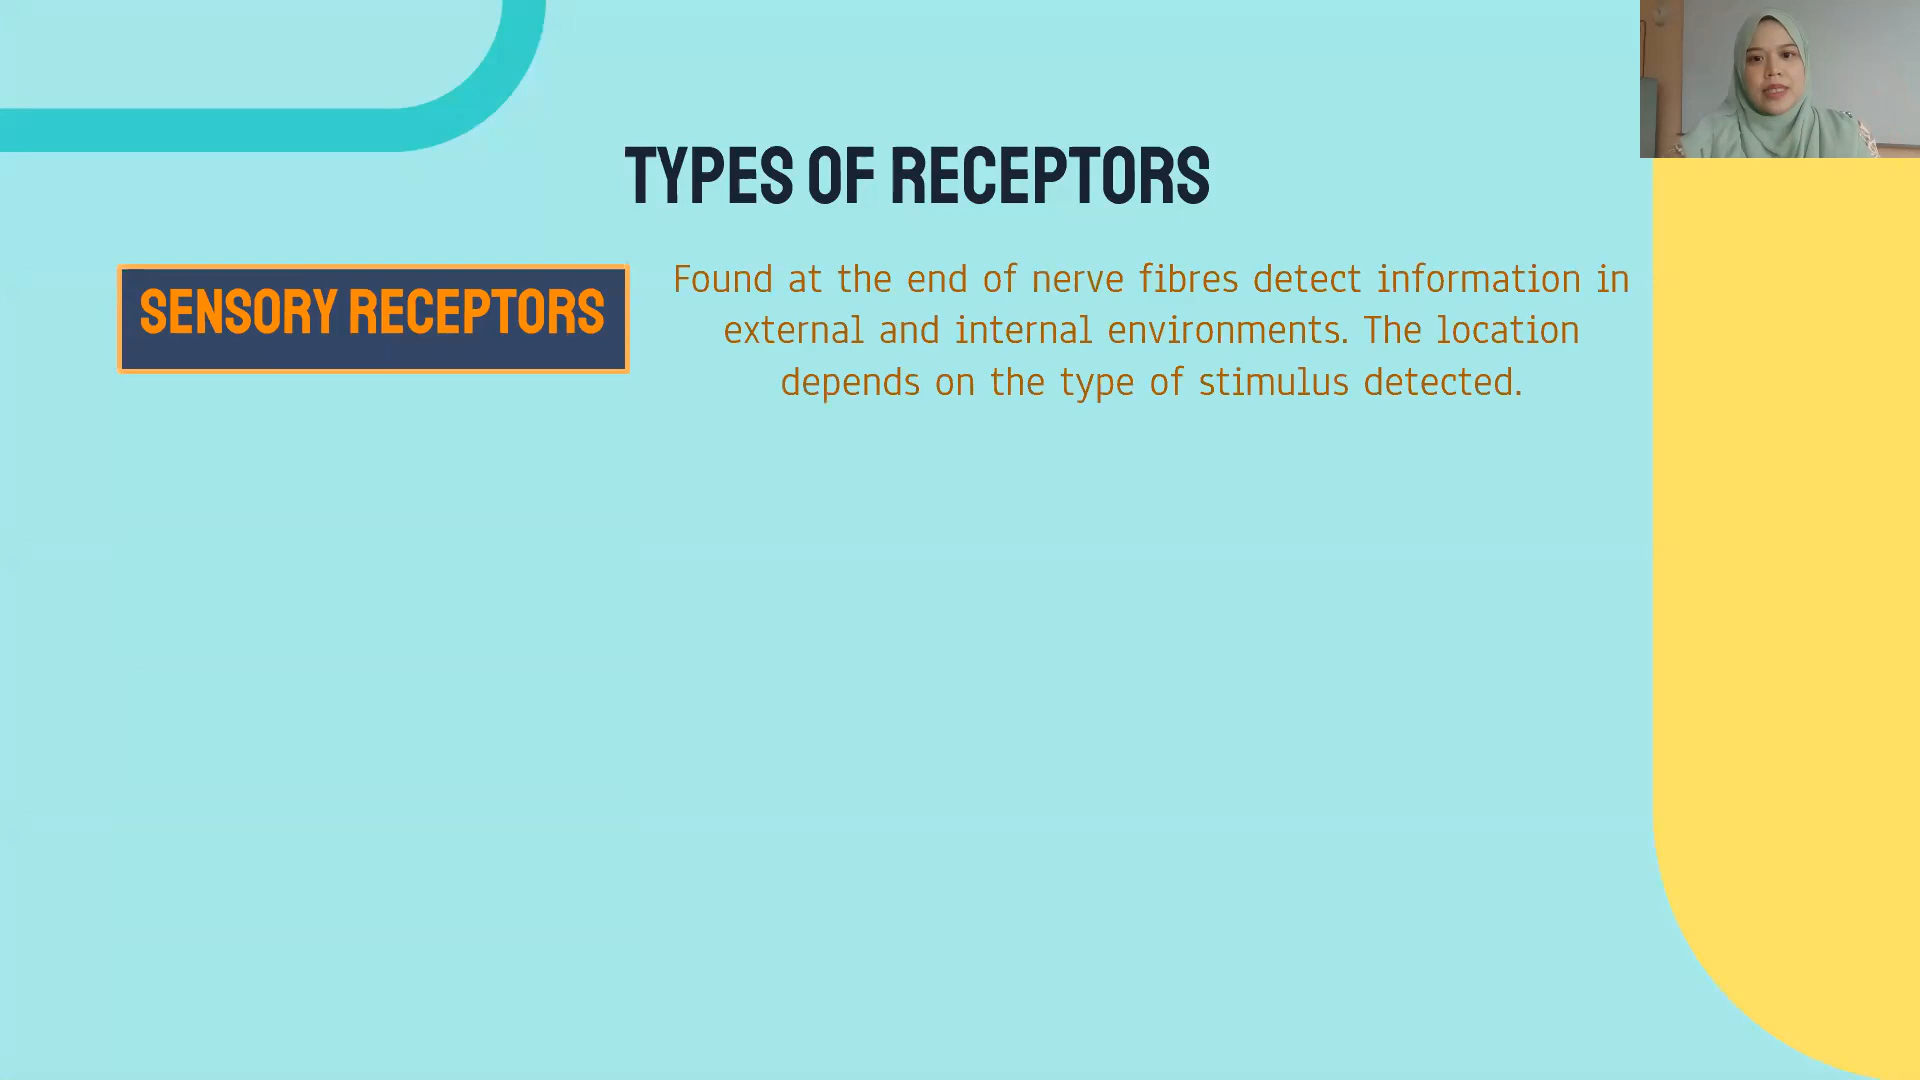 TYPES OF RECEPTORS
SENSORY RECEPTORS
Found at the end of nerve fibres detect information in
external and internal environments. The location
depends on the type of stimulus detected.